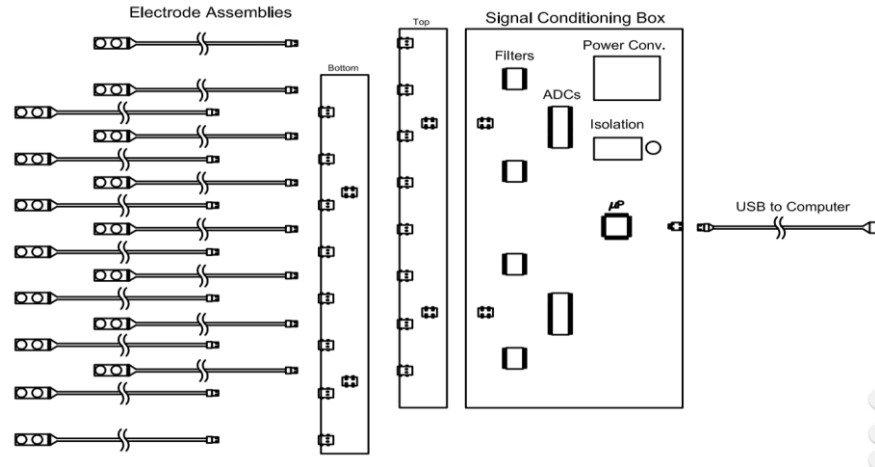 Electrode Assemblies
Top
Signal Conditioning Box
Power Conv.
Filters
Bottom
ADCs
Isolation
µP
USB to Computer